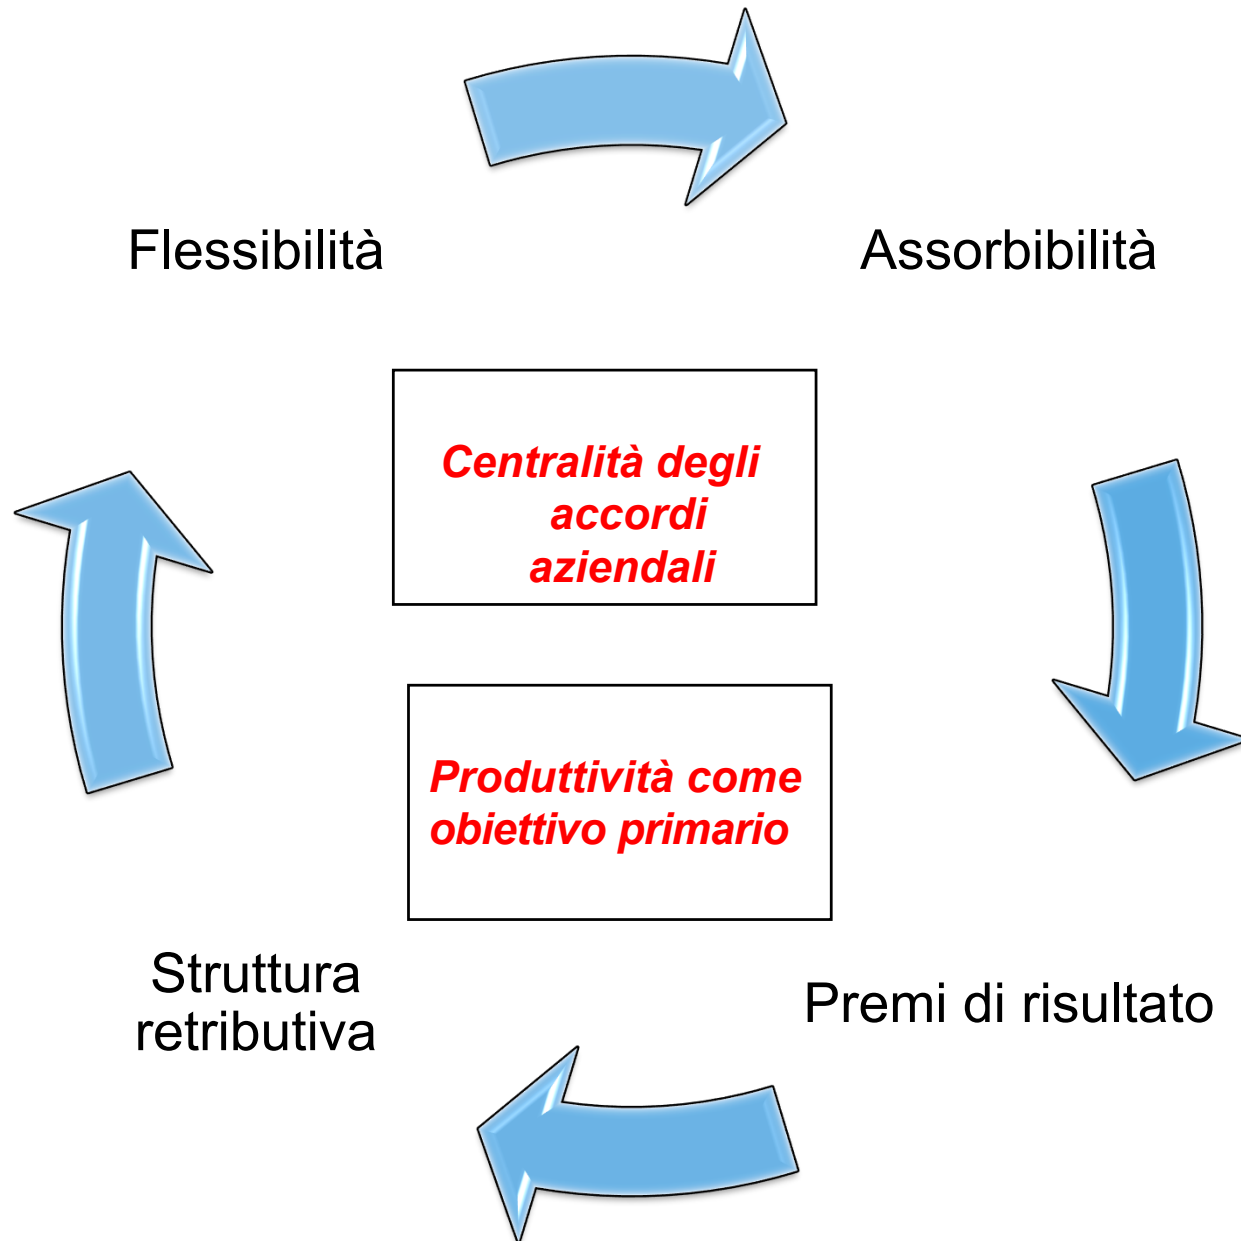 Flessibilità
Assorbibilità
Centralità degli
accordi
aziendali
Produttività come
obiettivo primario
Struttura
retributiva
Premi di risultato